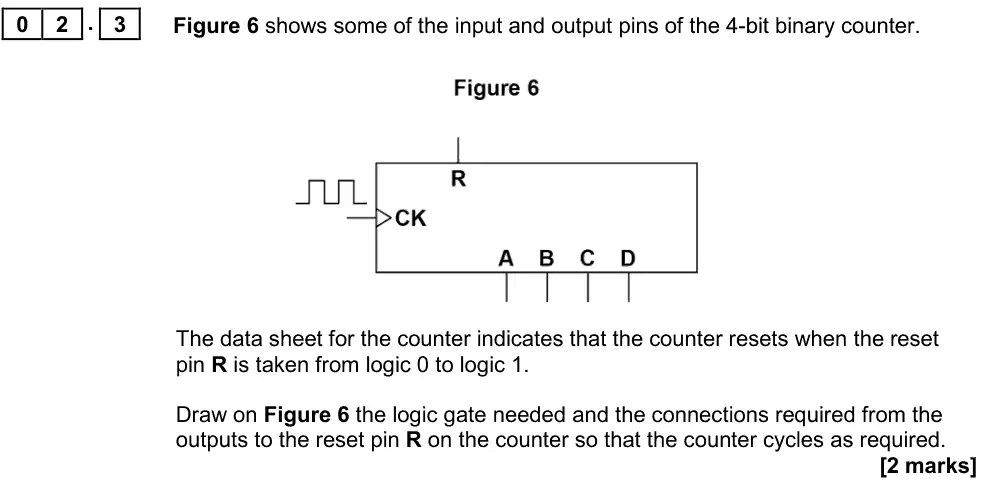 0 2 . 3 Figure 6 shows some of the input and output pins of the 4-bit binary counter.
Figure 6
R
CK
A B C D
The data sheet for the counter indicates that the counter resets when the reset
pin R is taken from logic 0 to logic 1.
Draw on Figure 6 the logic gate needed and the connections required from the
outputs to the reset pin R on the counter so that the counter cycles as required.
[2 marks]